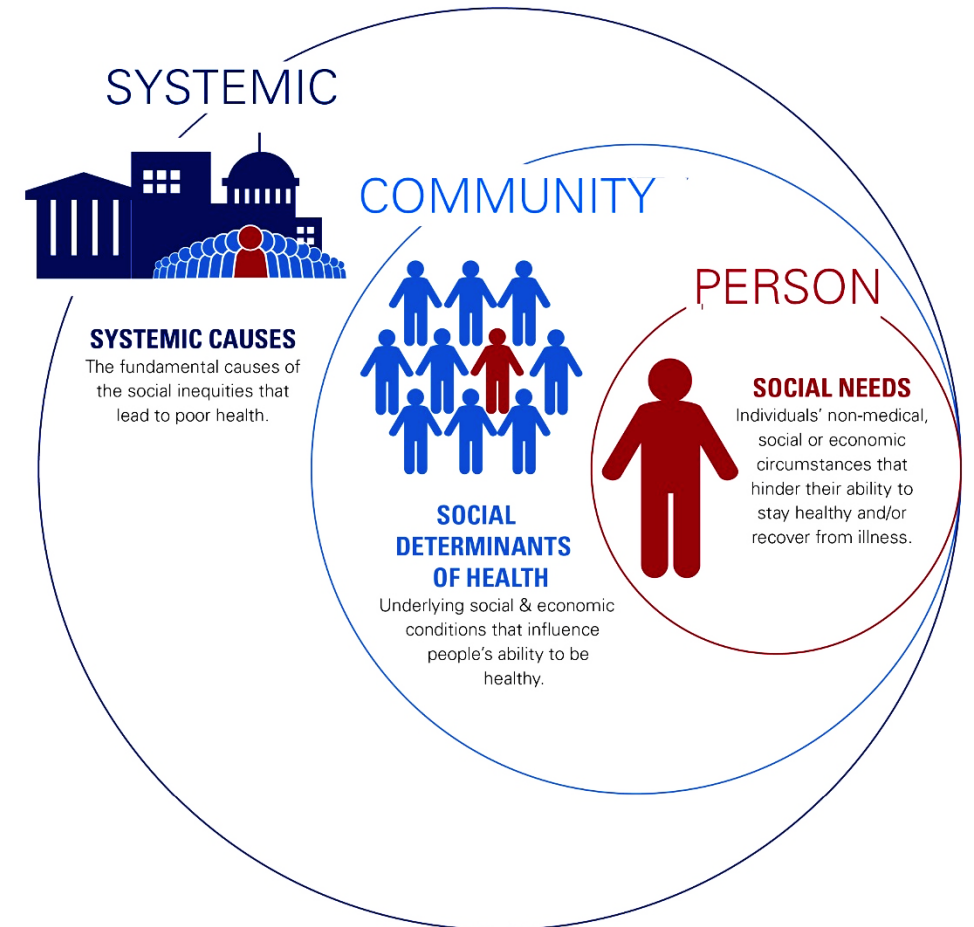 SYSTEMIC
SYSTEMIC CAUSES
The fundamental causes of
the social inequities that
lead to poor health.
COMMUNITY
SOCIAL
DETERMINANTS
OF HEALTH
Underlying social & economic
conditions that influence
people's ability to be
healthy.
PERSON
SOCIAL NEEDS
Individuals' non-medical,
social or economic
circumstances that
hinder their ability to
stay healthy and/or
recover from illness.